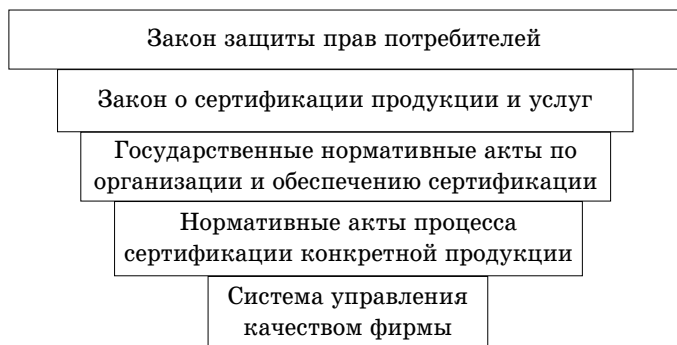 Закон защиты прав потребителей
Закон о сертификации продукции и услуг
Государственные нормативные акты по
организации и обеспечению сертификации
Нормативные акты процесса
сертификации конкретной продукции
Система управления
качеством фирмы